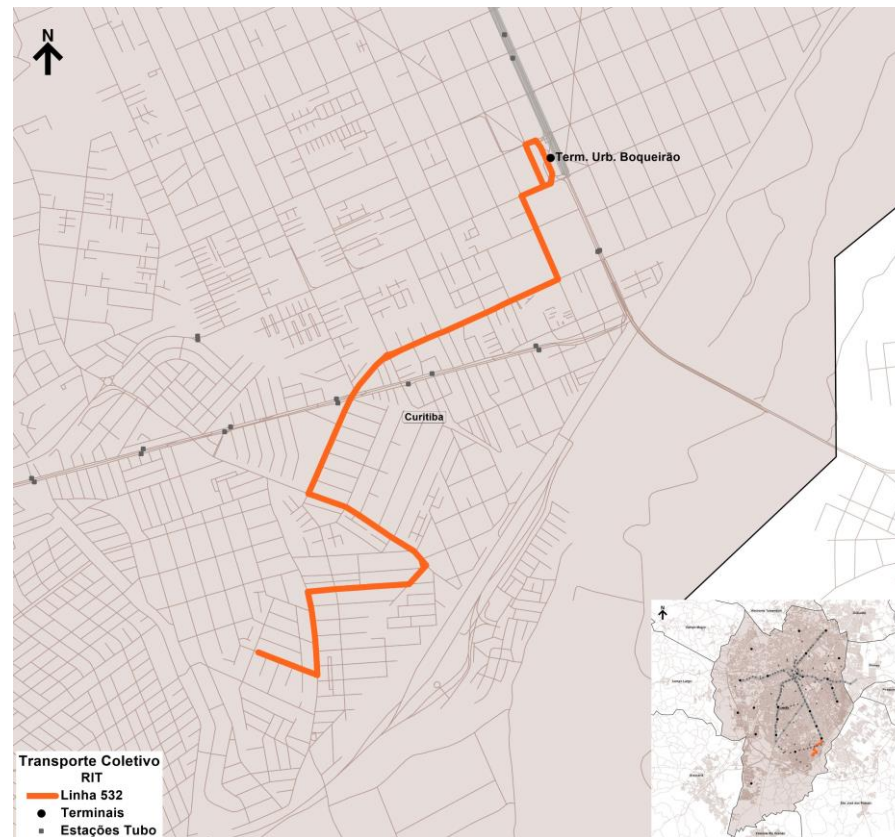 N
Term. Urb. Boqueirão
Curitiba
N
Transporte Coletivo
RIT
Linha 532
Terminais
Estações Tubo